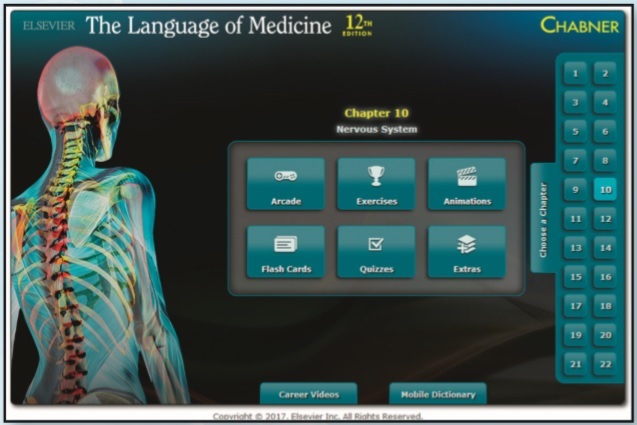 ELSEVIER The Language of Medicine 12TH EDITION CHABNER
Chapter 10
Nervous System
Arcade Exercises Animations
Flash Cards Quizzes Extras
Choose a Chapter
1 2
3 4
5 6
7 8
9 10
11 12
13 14
15 16
17 18
19 20
21 22
Career Videos Mobile Dictionary
Copyright © 2017, Elsevier Inc. All Rights Reserved.